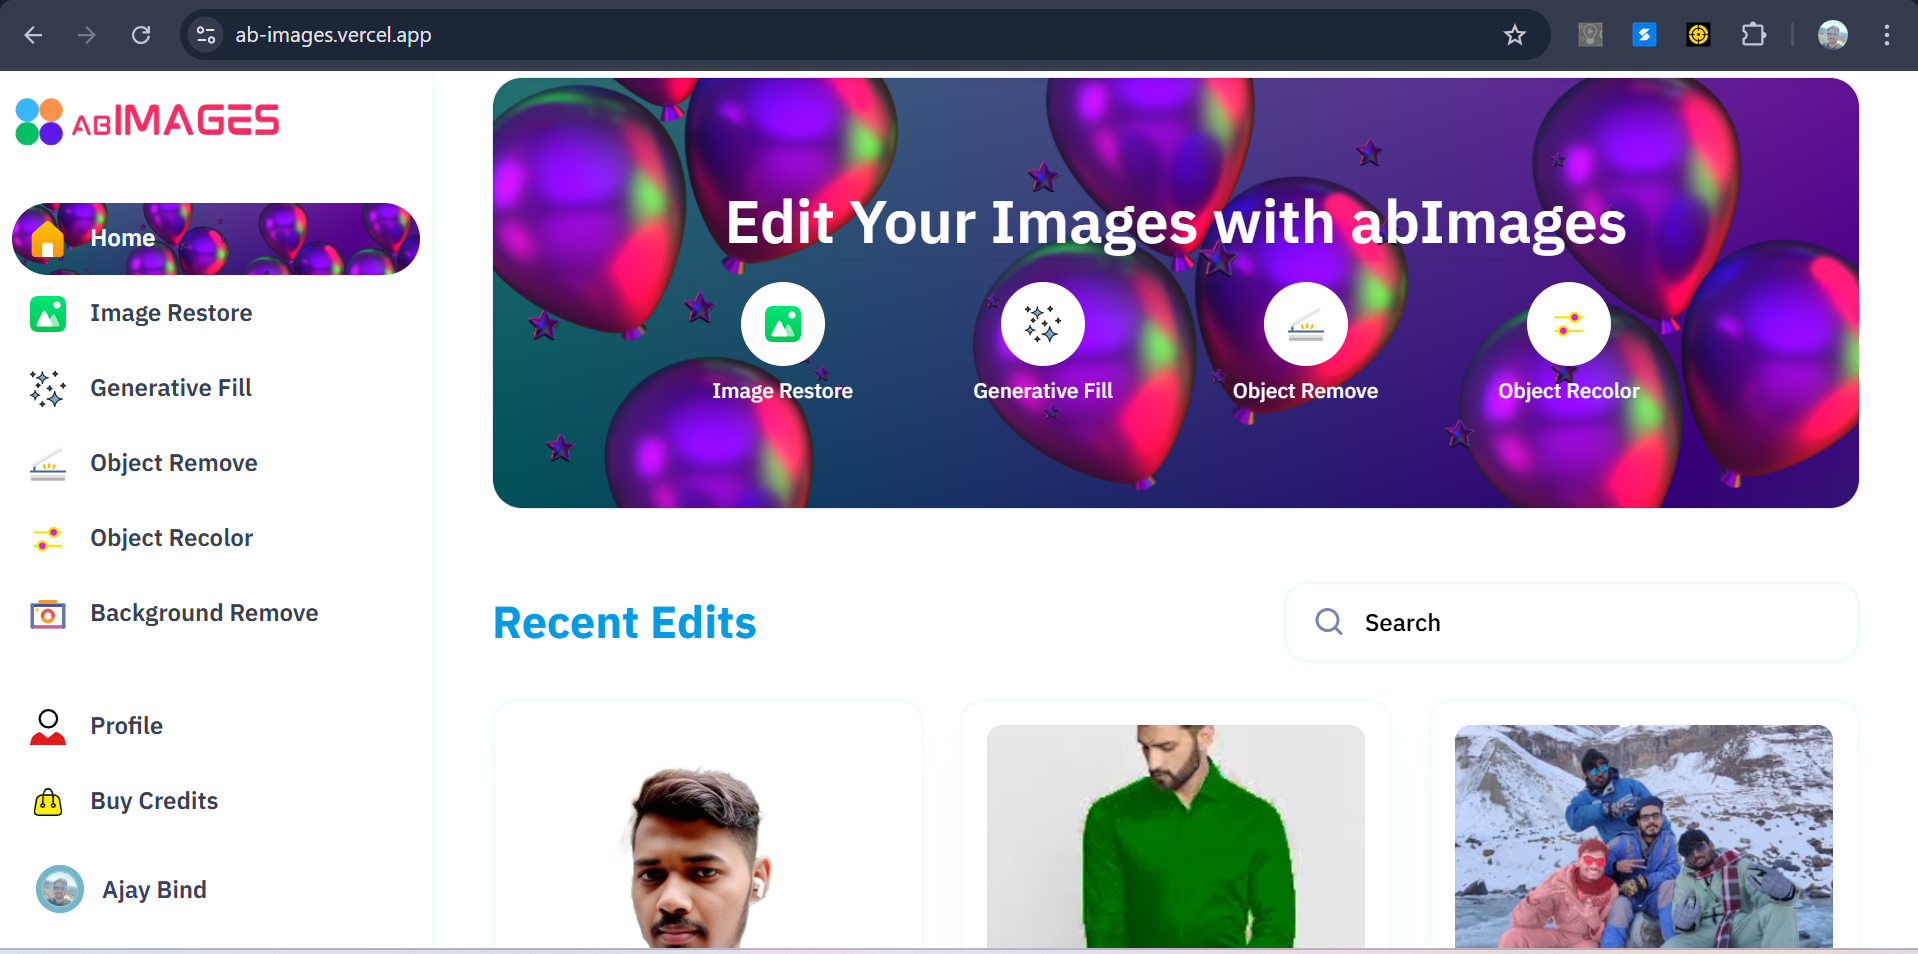 ab-images.vercel.app
abIMAGES
Home
Image Restore
Generative Fill
Object Remove
Object Recolor
Background Remove
Profile
Buy Credits
Ajay Bind
Edit Your Images with abImages
Image Restore
Generative Fill
Object Remove
Object Recolor
Recent Edits
Search